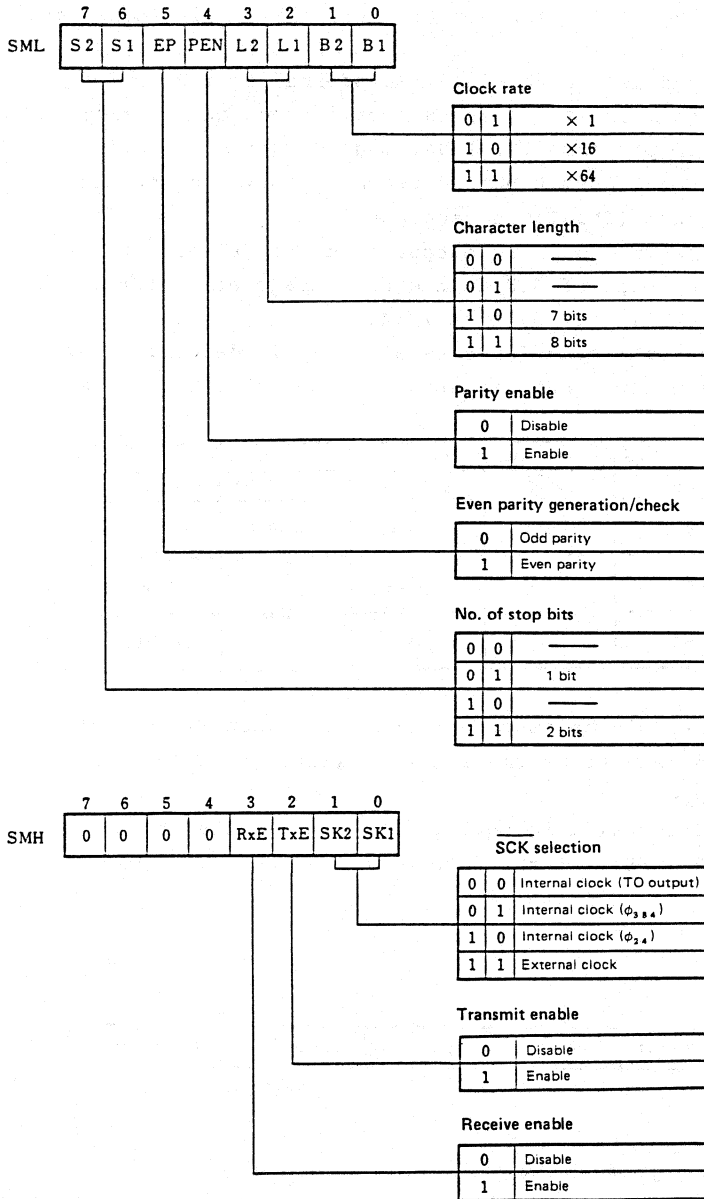 7 6 5 4 3 2 1 0
SML S2 S1 EP PEN L2 L1 B2 B1
Clock rate
0 1 ×1
1 0 ×16
1 1 ×64
Character length
0 0 ——
0 1 ——
1 0 7 bits
1 1 8 bits
Parity enable
0 Disable
1 Enable
Even parity generation/check
0 Odd parity
1 Even parity
No. of stop bits
0 0 ——
0 1 1 bit
1 0 ——
1 1 2 bits
7 6 5 4 3 2 1 0
SMH 0 0 0 0 RxE TxE SK2 SK1
S̅C̅K̅ selection
0 0 Internal clock (TO output)
0 1 Internal clock (ϕ₃₈₄)
1 0 Internal clock (ϕ₂₄)
1 1 External clock
Transmit enable
0 Disable
1 Enable
Receive enable
0 Disable
1 Enable